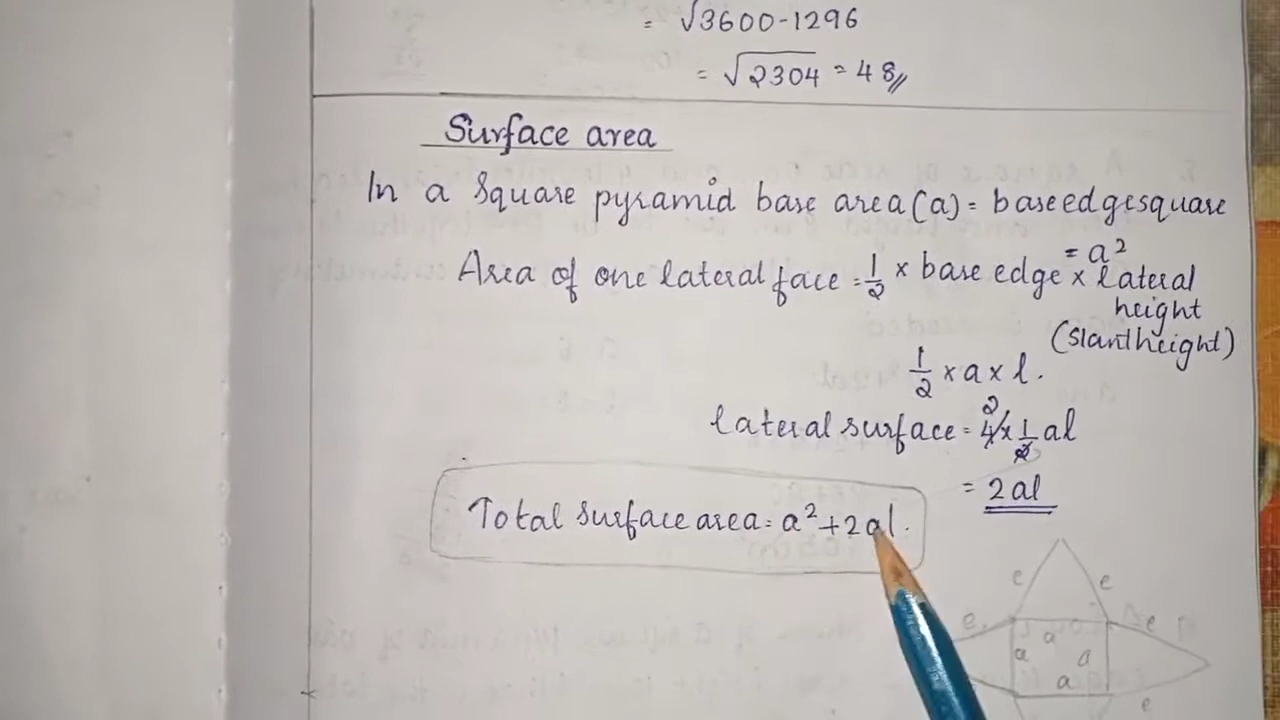 = √3600-1296
= √2304 = 48//
Surface area
In a square pyramid base area(a) = baseedgesquare
= a²
Area of one lateral face = 1/2 × base edge × lateral
height
(slantheight)
1/2 × a × l.
lateral surface = 4 2 × 1/2 al
= 2al
Total surface area = a² + 2al.
e e
e a e
a a
a e